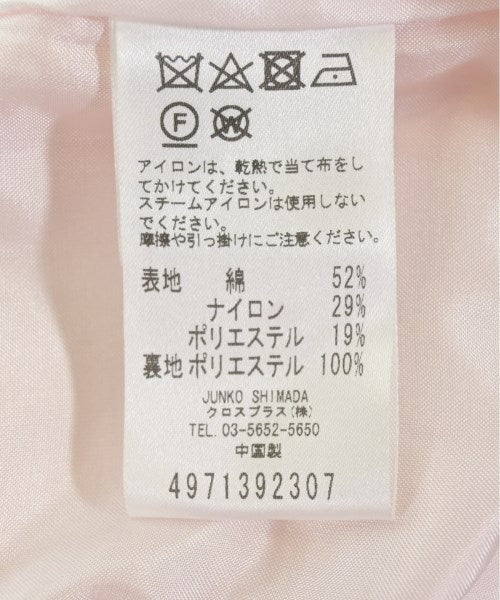 F W
アイロンは、乾熱で当て布をし
てかけてください。
スチームアイロンは使用しない
でください。
摩擦や引っ掛けにご注意ください。
表地 綿 52%
ナイロン 29%
ポリエステル 19%
裏地 ポリエステル 100%
JUNKO SHIMADA
クロスプラス(株)
TEL. 03-5652-5650
中国製
4971392307